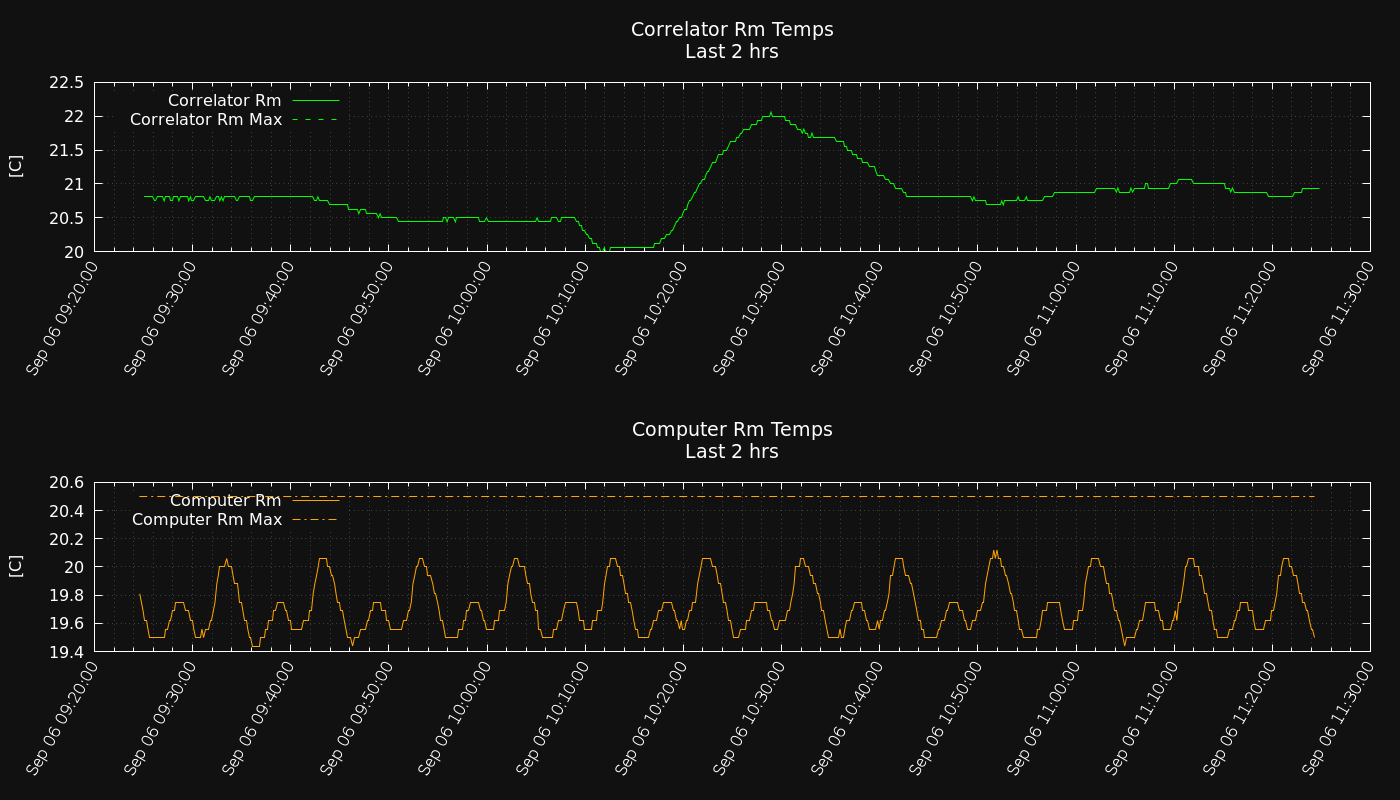 Correlator Rm Temps
Last 2 hrs
22.5
22
21.5
21
20.5
20
[C]
Correlator Rm
Correlator Rm Max
Sep 06 09:20:00
Sep 06 09:30:00
Sep 06 09:40:00
Sep 06 09:50:00
Sep 06 10:00:00
Sep 06 10:10:00
Sep 06 10:20:00
Sep 06 10:30:00
Sep 06 10:40:00
Sep 06 10:50:00
Sep 06 11:00:00
Sep 06 11:10:00
Sep 06 11:20:00
Sep 06 11:30:00
Computer Rm Temps
Last 2 hrs
20.6
20.4
20.2
20
19.8
19.6
19.4
[C]
Computer Rm
Computer Rm Max
Sep 06 09:20:00
Sep 06 09:30:00
Sep 06 09:40:00
Sep 06 09:50:00
Sep 06 10:00:00
Sep 06 10:10:00
Sep 06 10:20:00
Sep 06 10:30:00
Sep 06 10:40:00
Sep 06 10:50:00
Sep 06 11:00:00
Sep 06 11:10:00
Sep 06 11:20:00
Sep 06 11:30:00